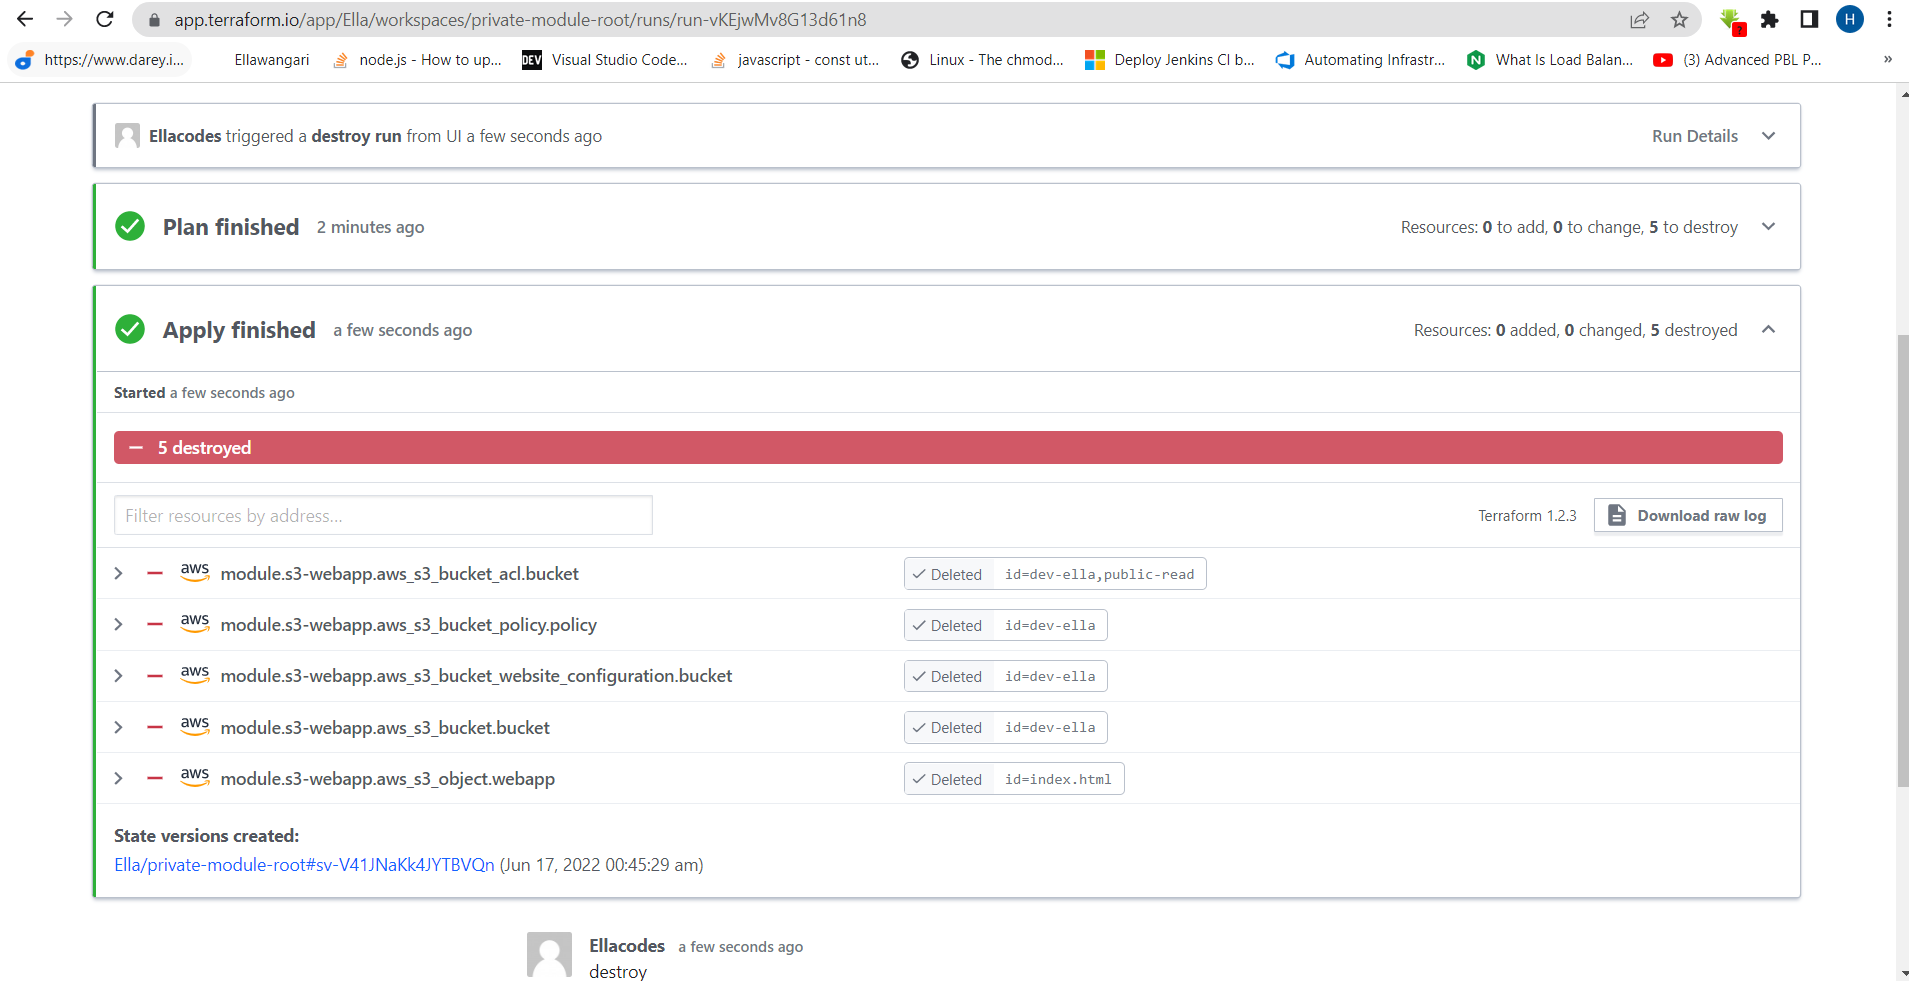 app.terraform.io/app/Ella/workspaces/private-module-root/runs/run-vKEjwMv8G13d61n8
?
H
https://www.darey.i...
Ellawangari
node.js - How to up...
DEV
Visual Studio Code...
javascript - const ut...
Linux - The chmod...
Deploy Jenkins CI b...
Automating Infrastr...
N
What Is Load Balan...
(3) Advanced PBL P...
»
Ellacodes triggered a destroy run from UI a few seconds ago
Run Details
Plan finished 2 minutes ago
Resources: 0 to add, 0 to change, 5 to destroy
Apply finished a few seconds ago
Resources: 0 added, 0 changed, 5 destroyed
Started a few seconds ago
5 destroyed
Filter resources by address...
Terraform 1.2.3
Download raw log
aws module.s3-webapp.aws_s3_bucket_acl.bucket
Deleted id=dev-ella,public-read
aws module.s3-webapp.aws_s3_bucket_policy.policy
Deleted id=dev-ella
aws module.s3-webapp.aws_s3_bucket_website_configuration.bucket
Deleted id=dev-ella
aws module.s3-webapp.aws_s3_bucket.bucket
Deleted id=dev-ella
aws module.s3-webapp.aws_s3_object.webapp
Deleted id=index.html
State versions created:
Ella/private-module-root#sv-V41JNaKk4JYTBVQn (Jun 17, 2022 00:45:29 am)
Ellacodes a few seconds ago
destroy